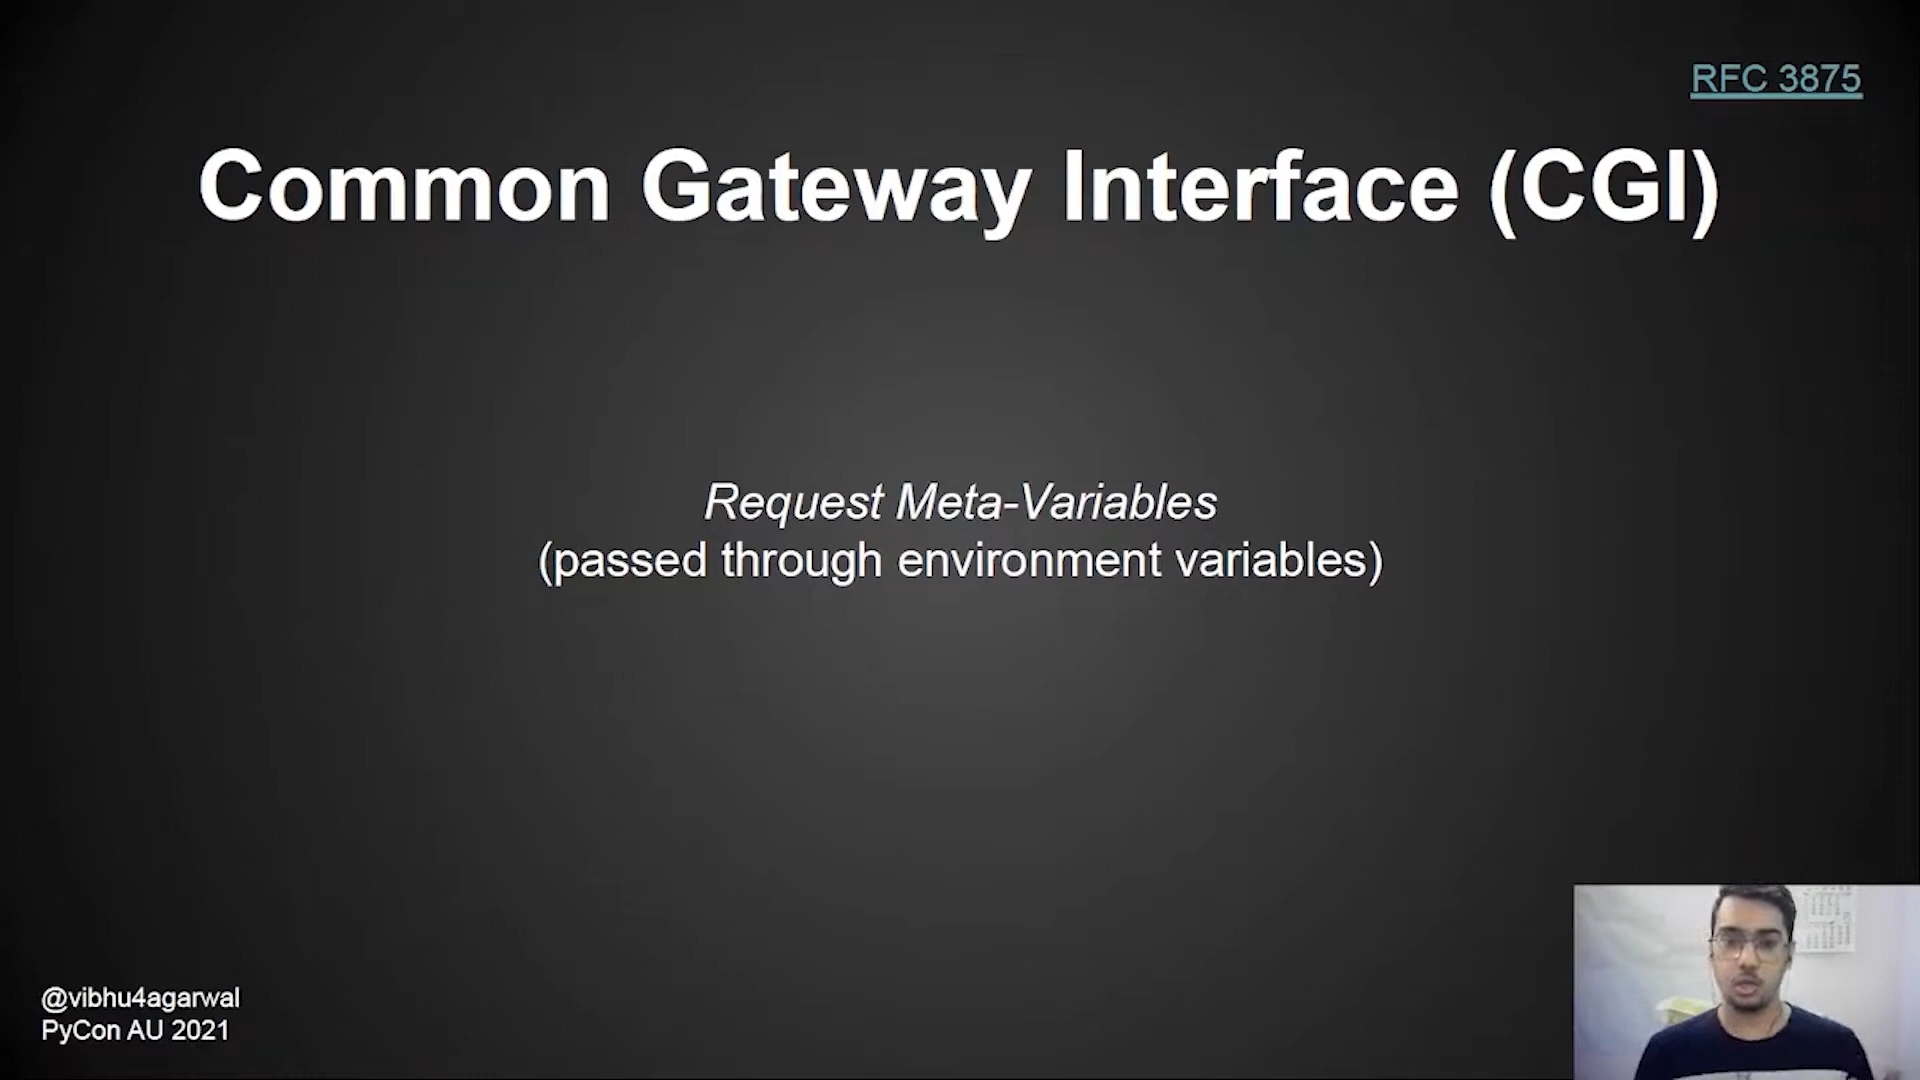 RFC 3875
Common Gateway Interface (CGI)
Request Meta-Variables
(passed through environment variables)
@vibhu4agarwal
PyCon AU 2021